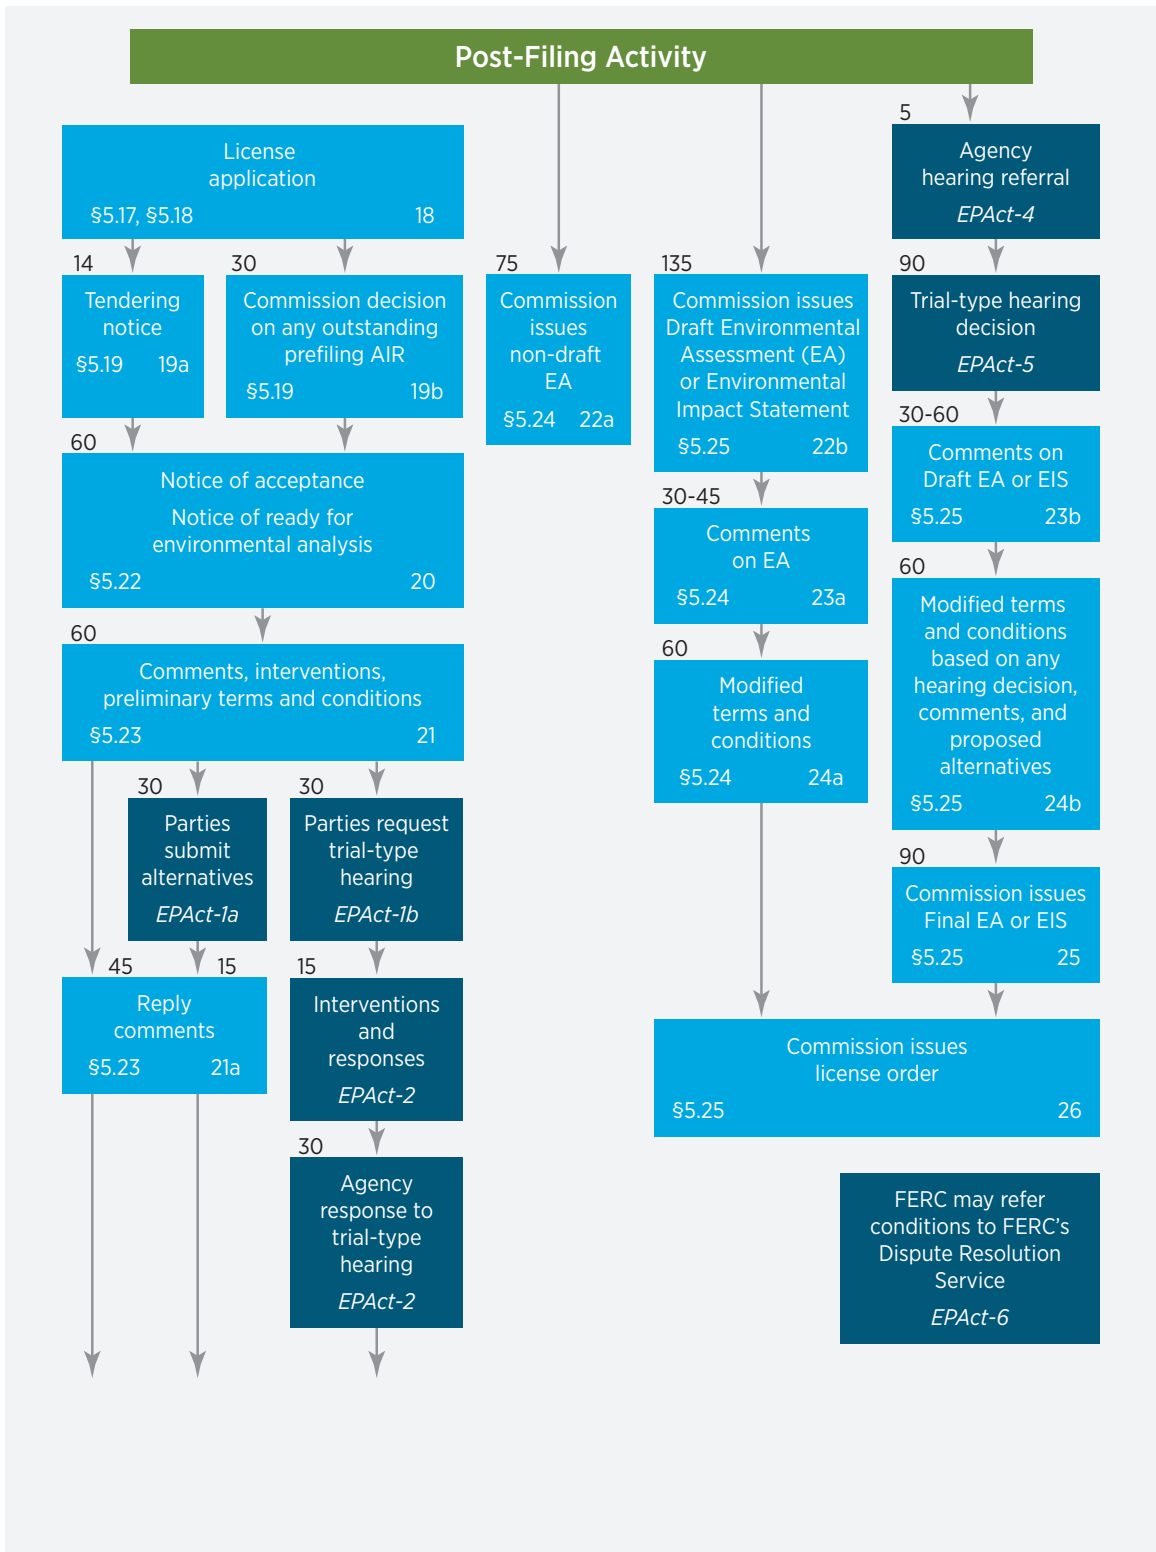 Post-Filing Activity
License
application
§5.17, §5.18 18
14
Tendering
notice
§5.19 19a
30
Commission decision
on any outstanding
prefiling AIR
§5.19 19b
60
Notice of acceptance
Notice of ready for
environmental analysis
§5.22 20
60
Comments, interventions,
preliminary terms and conditions
§5.23 21
30
Parties
submit
alternatives
EPAct-1a
30
Parties request
trial-type
hearing
EPAct-1b
45 15
Reply
comments
§5.23 21a
15
Interventions
and
responses
EPAct-2
30
Agency
response to
trial-type
hearing
EPAct-2
75
Commission
issues
non-draft
EA
§5.24 22a
135
Commission issues
Draft Environmental
Assessment (EA)
or Environmental
Impact Statement
§5.25 22b
30-45
Comments
on EA
§5.24 23a
60
Modified
terms and
conditions
§5.24 24a
5
Agency
hearing referral
EPAct-4
90
Trial-type hearing
decision
EPAct-5
30-60
Comments on
Draft EA or EIS
§5.25 23b
60
Modified terms
and conditions
based on any
hearing decision,
comments, and
proposed
alternatives
§5.25 24b
90
Commission issues
Final EA or EIS
§5.25 25
Commission issues
license order
§5.25 26
FERC may refer
conditions to FERC’s
Dispute Resolution
Service
EPAct-6